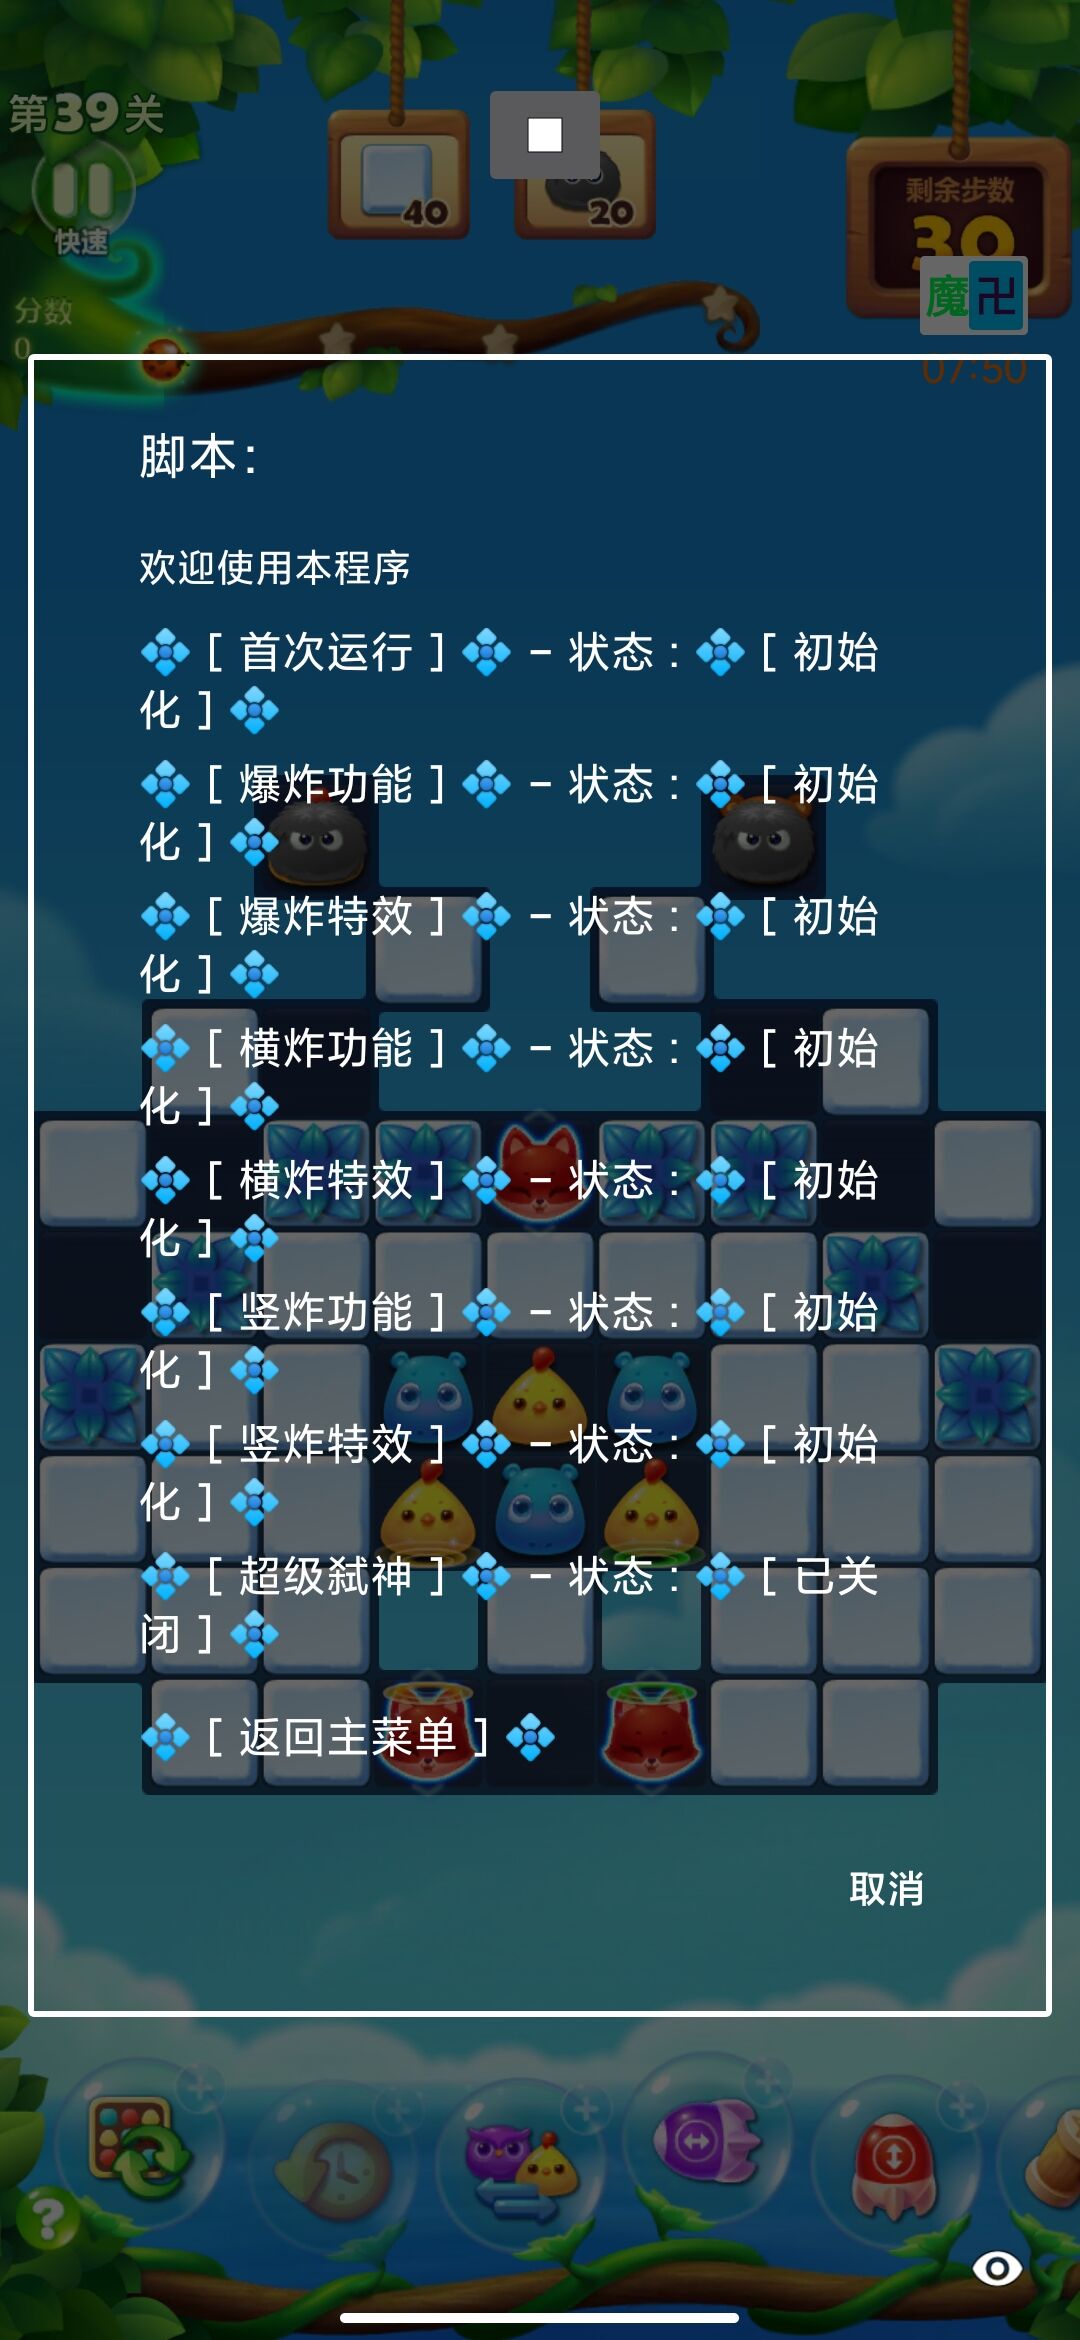 第39关
快速
分数
0
40
20
剩余步数
30
魔卍
07:50
脚本:
欢迎使用本程序
💠 [ 首次运行 ] 💠 – 状态 : 💠 [ 初始
化 ] 💠
💠 [ 爆炸功能 ] 💠 – 状态 : 💠 [ 初始
化 ] 💠
💠 [ 爆炸特效 ] 💠 – 状态 : 💠 [ 初始
化 ] 💠
💠 [ 横炸功能 ] 💠 – 状态 : 💠 [ 初始
化 ] 💠
💠 [ 横炸特效 ] 💠 – 状态 : 💠 [ 初始
化 ] 💠
💠 [ 竖炸功能 ] 💠 – 状态 : 💠 [ 初始
化 ] 💠
💠 [ 竖炸特效 ] 💠 – 状态 : 💠 [ 初始
化 ] 💠
💠 [ 超级弑神 ] 💠 – 状态 : 💠 [ 已关
闭 ] 💠
💠 [ 返回主菜单 ] 💠
取消
?